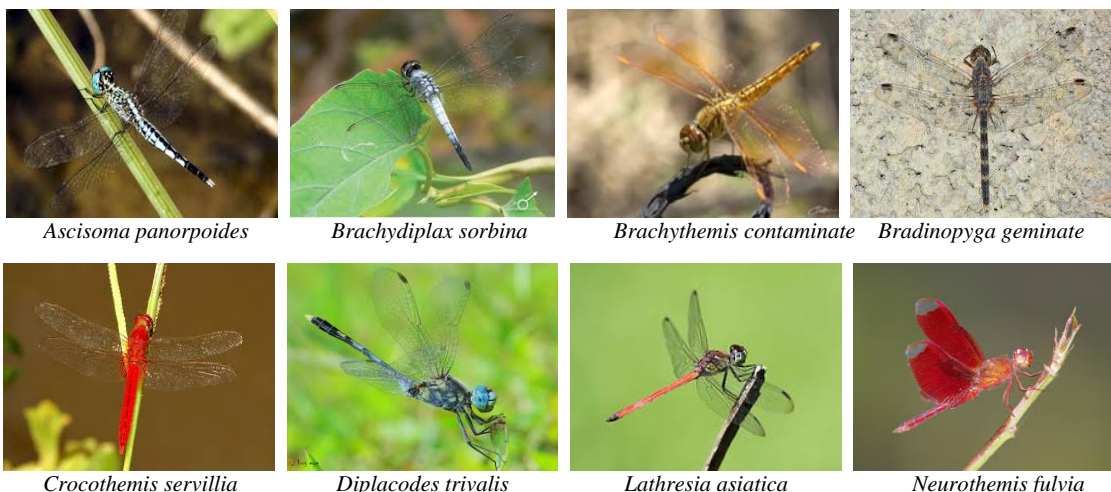 Ascisoma panorpoides Brachydiplax sorbina Brachythemis contaminate Bradinopyga geminate
Crocothemis servillia Diplacodes trivalis Lathresia asiatica Neurothemis fulvia